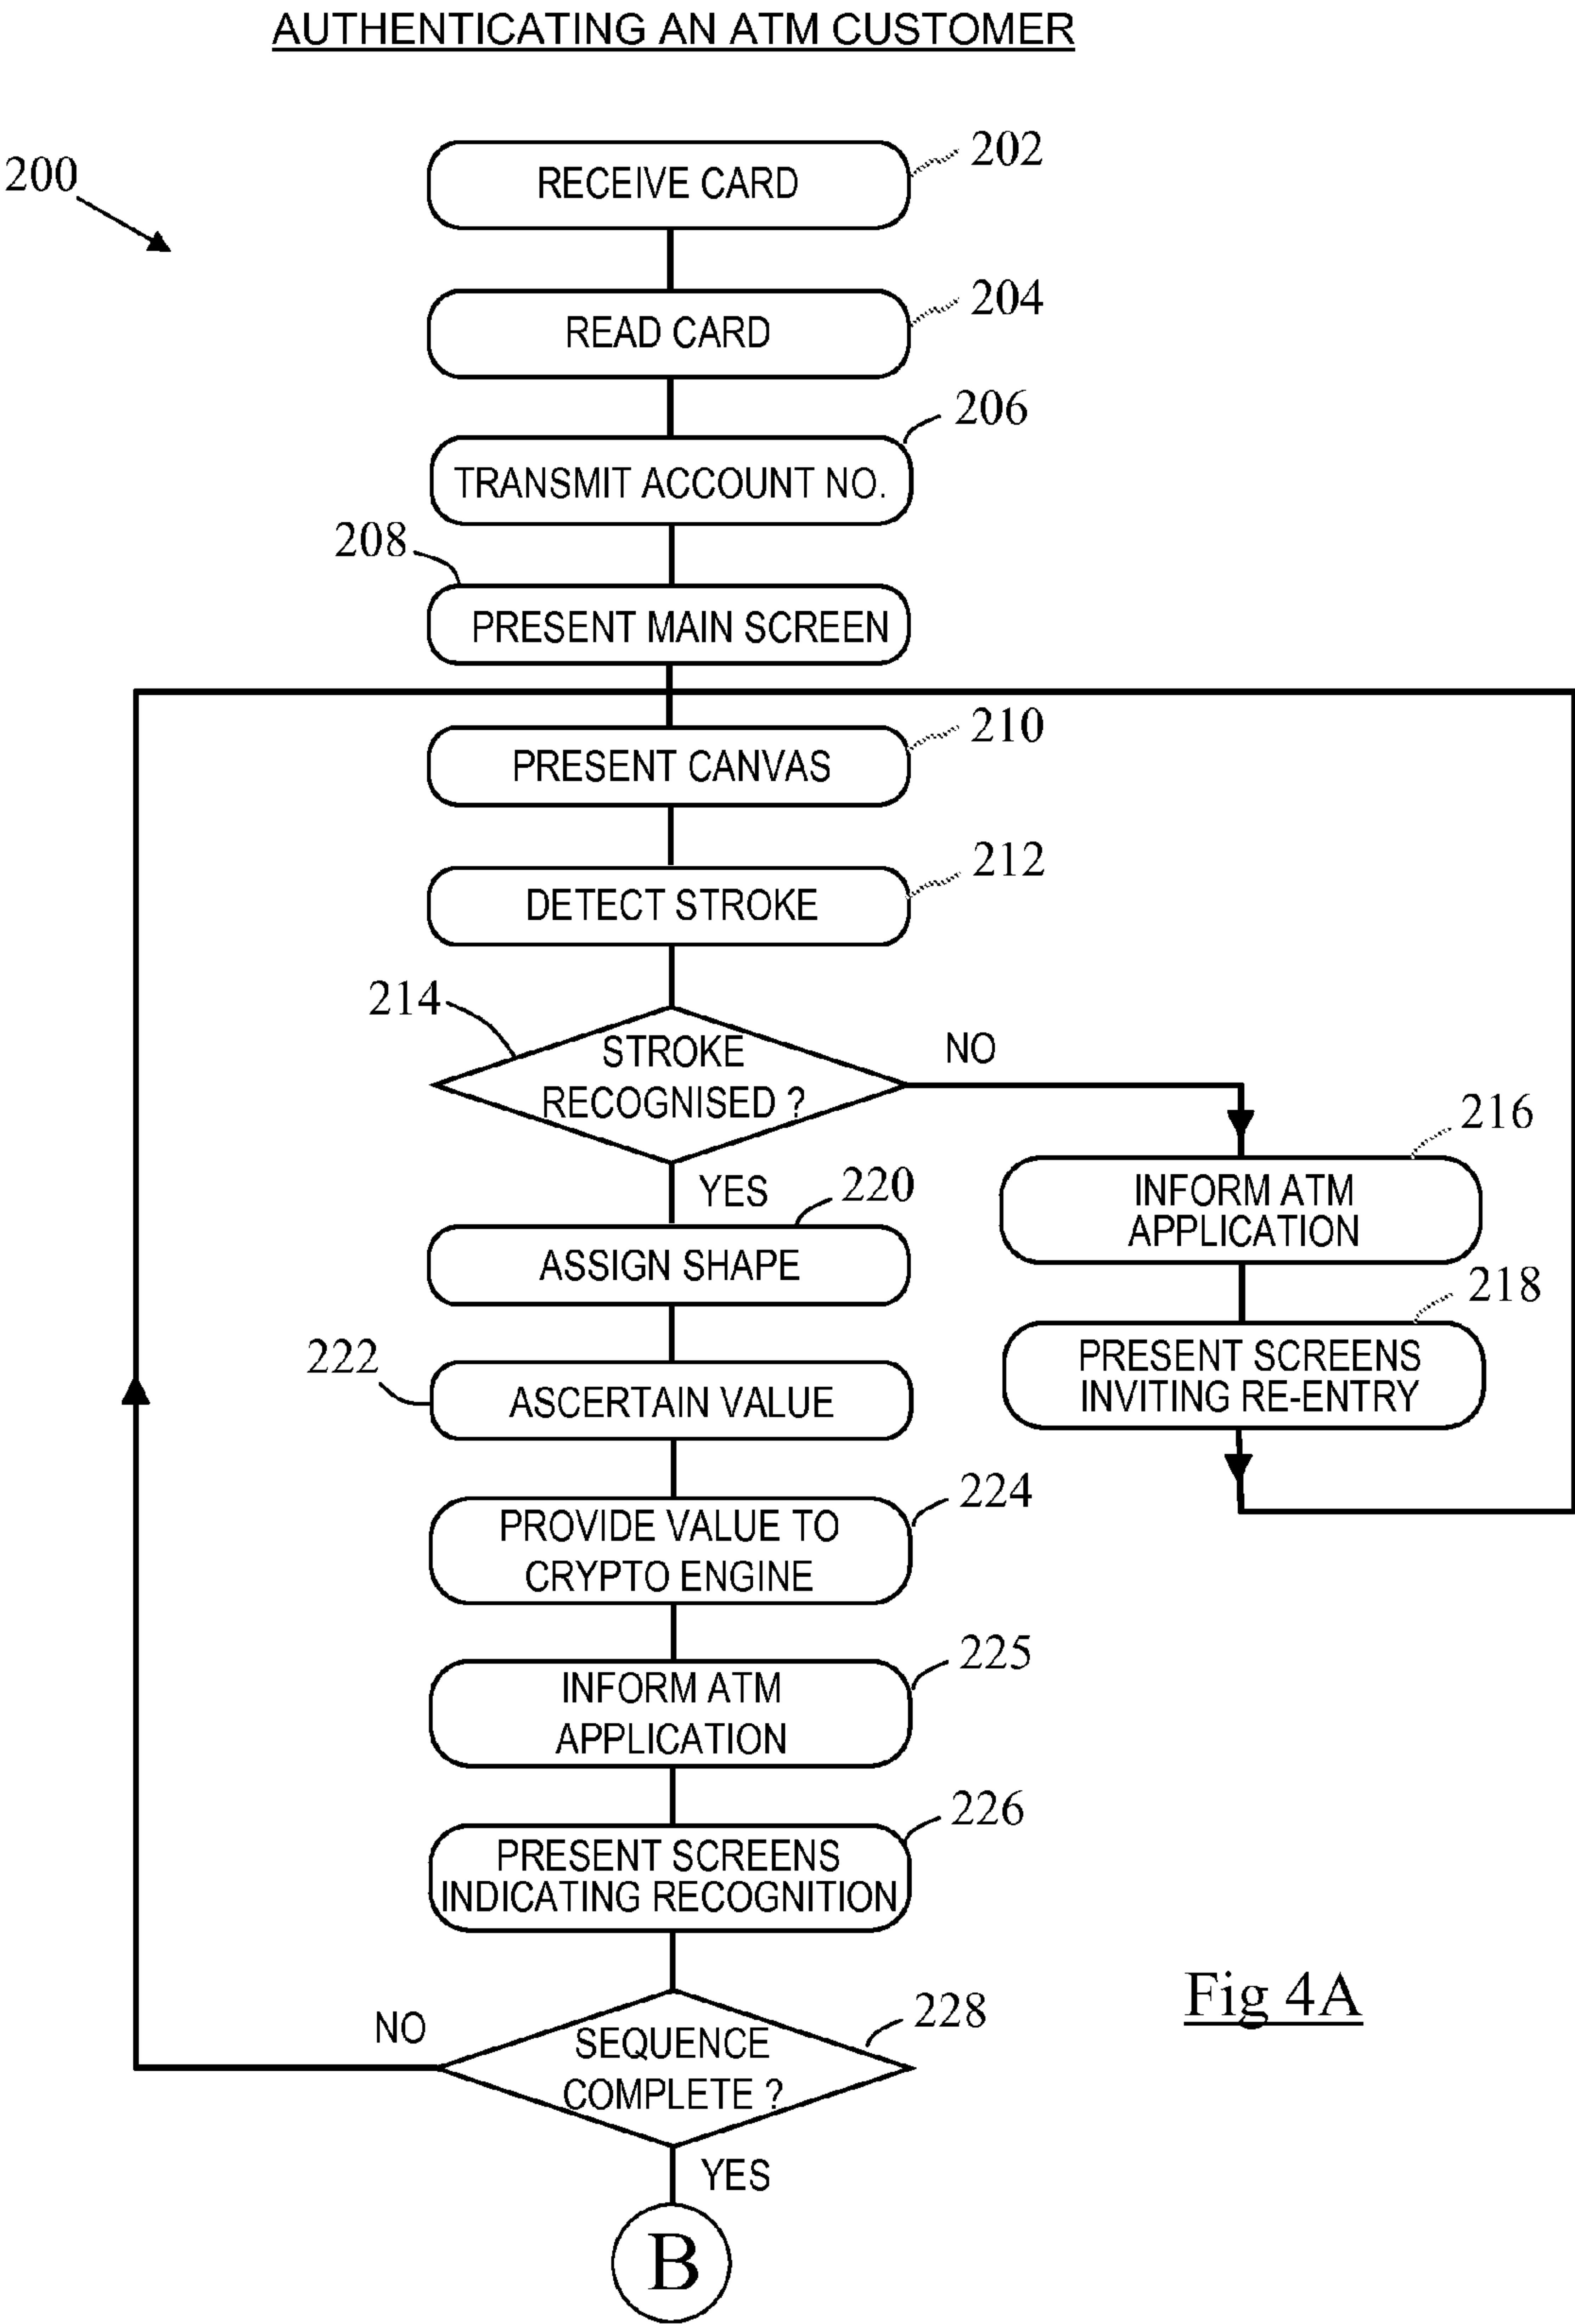 AUTHENTICATING AN ATM CUSTOMER
200
202
RECEIVE CARD
204
READ CARD
206
TRANSMIT ACCOUNT NO.
208
PRESENT MAIN SCREEN
210
PRESENT CANVAS
212
DETECT STROKE
214
STROKE
RECOGNISED ?
NO
216
INFORM ATM
APPLICATION
218
PRESENT SCREENS
INVITING RE-ENTRY
YES
220
ASSIGN SHAPE
222
ASCERTAIN VALUE
224
PROVIDE VALUE TO
CRYPTO ENGINE
225
INFORM ATM
APPLICATION
226
PRESENT SCREENS
INDICATING RECOGNITION
228
SEQUENCE
COMPLETE ?
NO
YES
B
Fig 4A